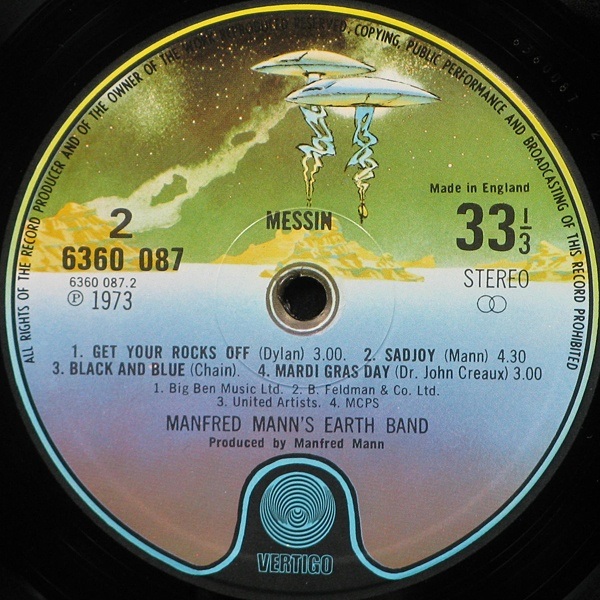 ALL RIGHTS OF THE RECORD PRODUCER AND OF THE OWNER OF THE WORK REPRODUCED RESERVED, COPYING, PUBLIC PERFORMANCE AND BROADCASTING OF THIS RECORD PROHIBITED
Made in England
2
MESSIN
33 1/3
6360 087
6360 087.2
STEREO
Ⓟ 1973
1. GET YOUR ROCKS OFF (Dylan) 3.00. 2. SADJOY (Mann) 4.30
3. BLACK AND BLUE (Chain). 4. MARDI GRAS DAY (Dr. John Creaux) 3.00
1. Big Ben Music Ltd. 2. B. Feldman & Co. Ltd.
3. United Artists. 4. MCPS
MANFRED MANN'S EARTH BAND
Produced by Manfred Mann
VERTIGO